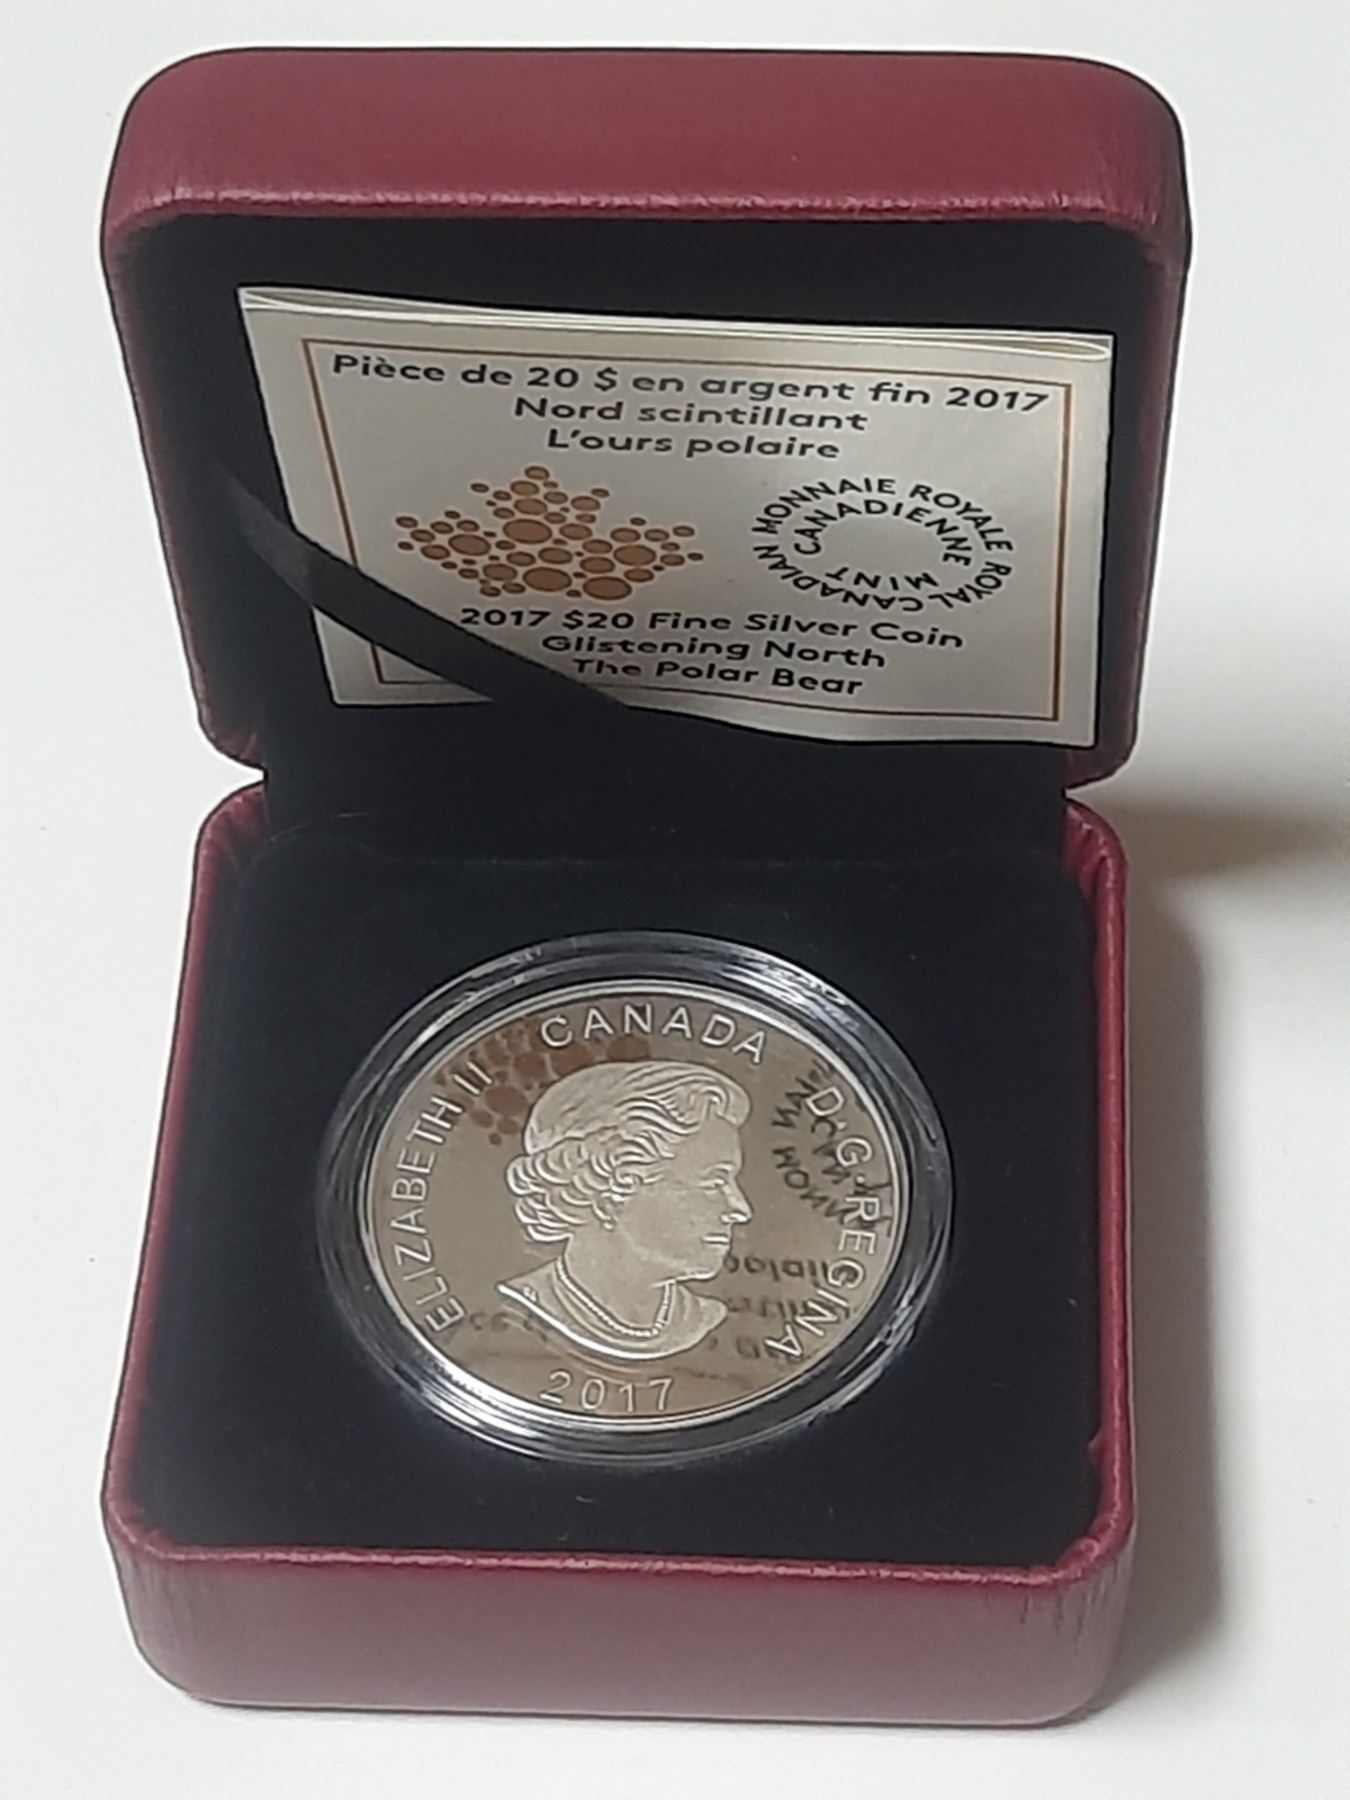 Pièce de 20 $ en argent fin 2017
Nord scintillant
L'ours polaire
MONNAIE ROYALE CANADIENNE
ROYAL CANADIAN MINT
2017 $20 Fine Silver Coin
Glistening North
The Polar Bear
ELIZABETH II CANADA D·G·REGINA
2017